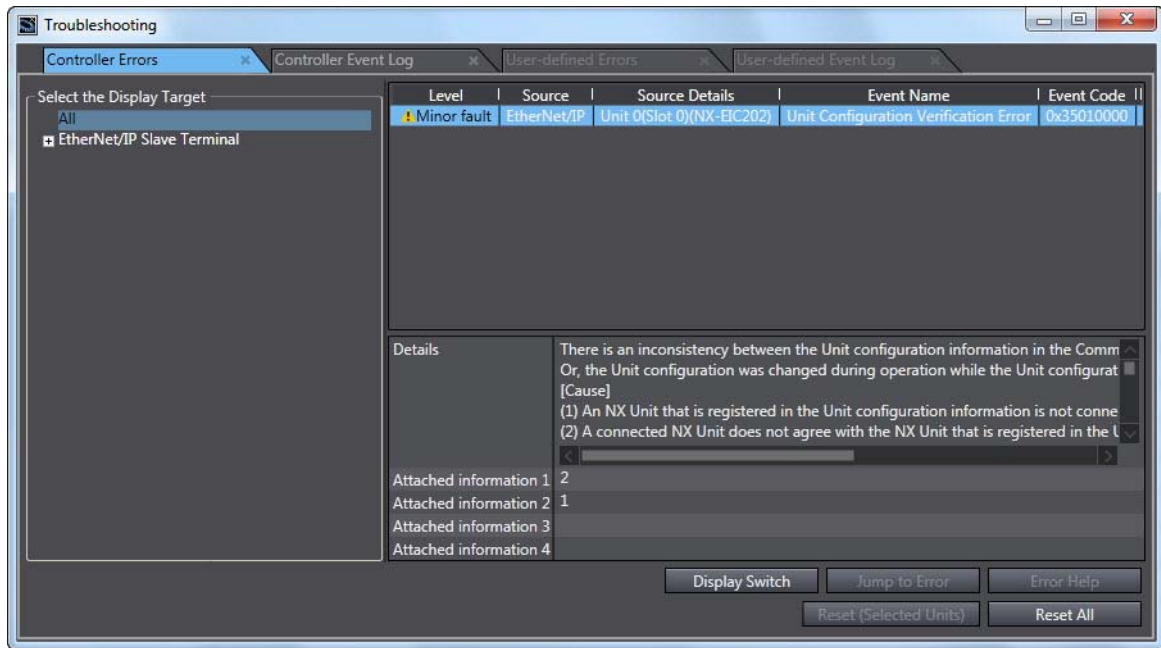 Troubleshooting
Controller Errors
Controller Event Log
User-defined Errors
User-defined Event Log
Select the Display Target
All
EtherNet/IP Slave Terminal
Level Source Source Details Event Name Event Code
Minor fault EtherNet/IP Unit 0(Slot 0)(NX-EIC202) Unit Configuration Verification Error 0x35010000
Details
There is an inconsistency between the Unit configuration information in the Comm
Or, the Unit configuration was changed during operation while the Unit configurat
[Cause]
(1) An NX Unit that is registered in the Unit configuration information is not conne
(2) A connected NX Unit does not agree with the NX Unit that is registered in the U
Attached information 1 2
Attached information 2 1
Attached information 3
Attached information 4
Display Switch Jump to Error Error Help
Reset (Selected Units) Reset All